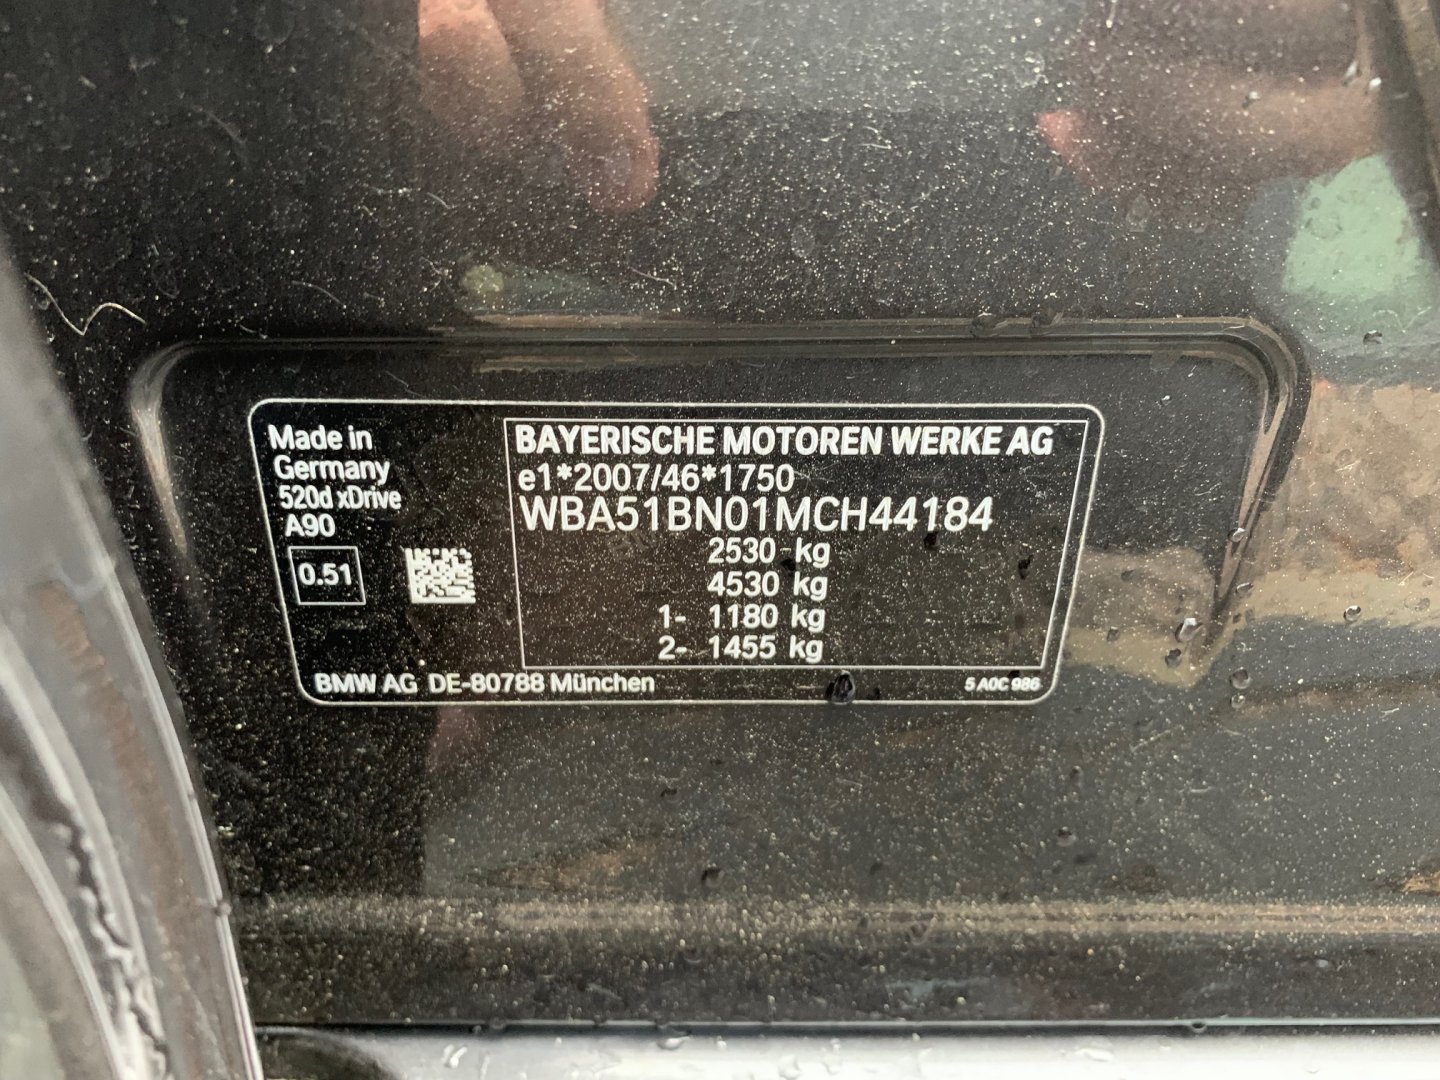 Made in
Germany
520d xDrive
A90
0.51
BAYERISCHE MOTOREN WERKE AG
e1*2007/46*1750
WBA51BN01MCH44184
2530 kg
4530 kg
1- 1180 kg
2- 1455 kg
BMW AG DE-80788 München
5 A0C 986